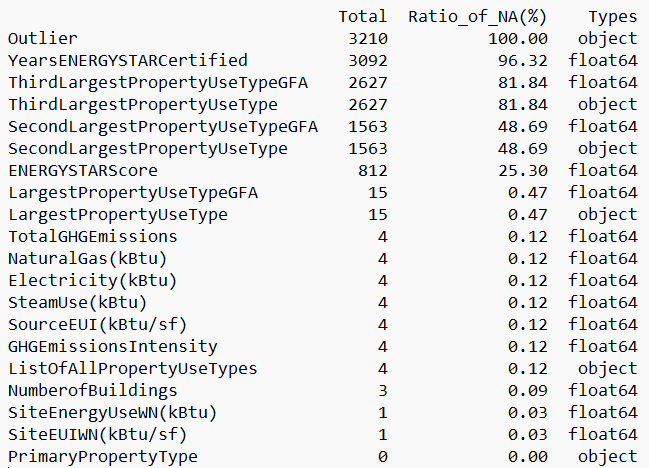 Total Ratio_of_NA(%) Types
Outlier 3210 100.00 object
YearsENERGYSTARCertified 3092 96.32 float64
ThirdLargestPropertyUseTypeGFA 2627 81.84 float64
ThirdLargestPropertyUseType 2627 81.84 object
SecondLargestPropertyUseTypeGFA 1563 48.69 float64
SecondLargestPropertyUseType 1563 48.69 object
ENERGYSTARScore 812 25.30 float64
LargestPropertyUseTypeGFA 15 0.47 float64
LargestPropertyUseType 15 0.47 object
TotalGHGEmissions 4 0.12 float64
NaturalGas(kBtu) 4 0.12 float64
Electricity(kBtu) 4 0.12 float64
SteamUse(kBtu) 4 0.12 float64
SourceEUI(kBtu/sf) 4 0.12 float64
GHGEmissionsIntensity 4 0.12 float64
ListOfAllPropertyUseTypes 4 0.12 object
NumberofBuildings 3 0.09 float64
SiteEnergyUseWN(kBtu) 1 0.03 float64
SiteEUIWN(kBtu/sf) 1 0.03 float64
PrimaryPropertyType 0 0.00 object